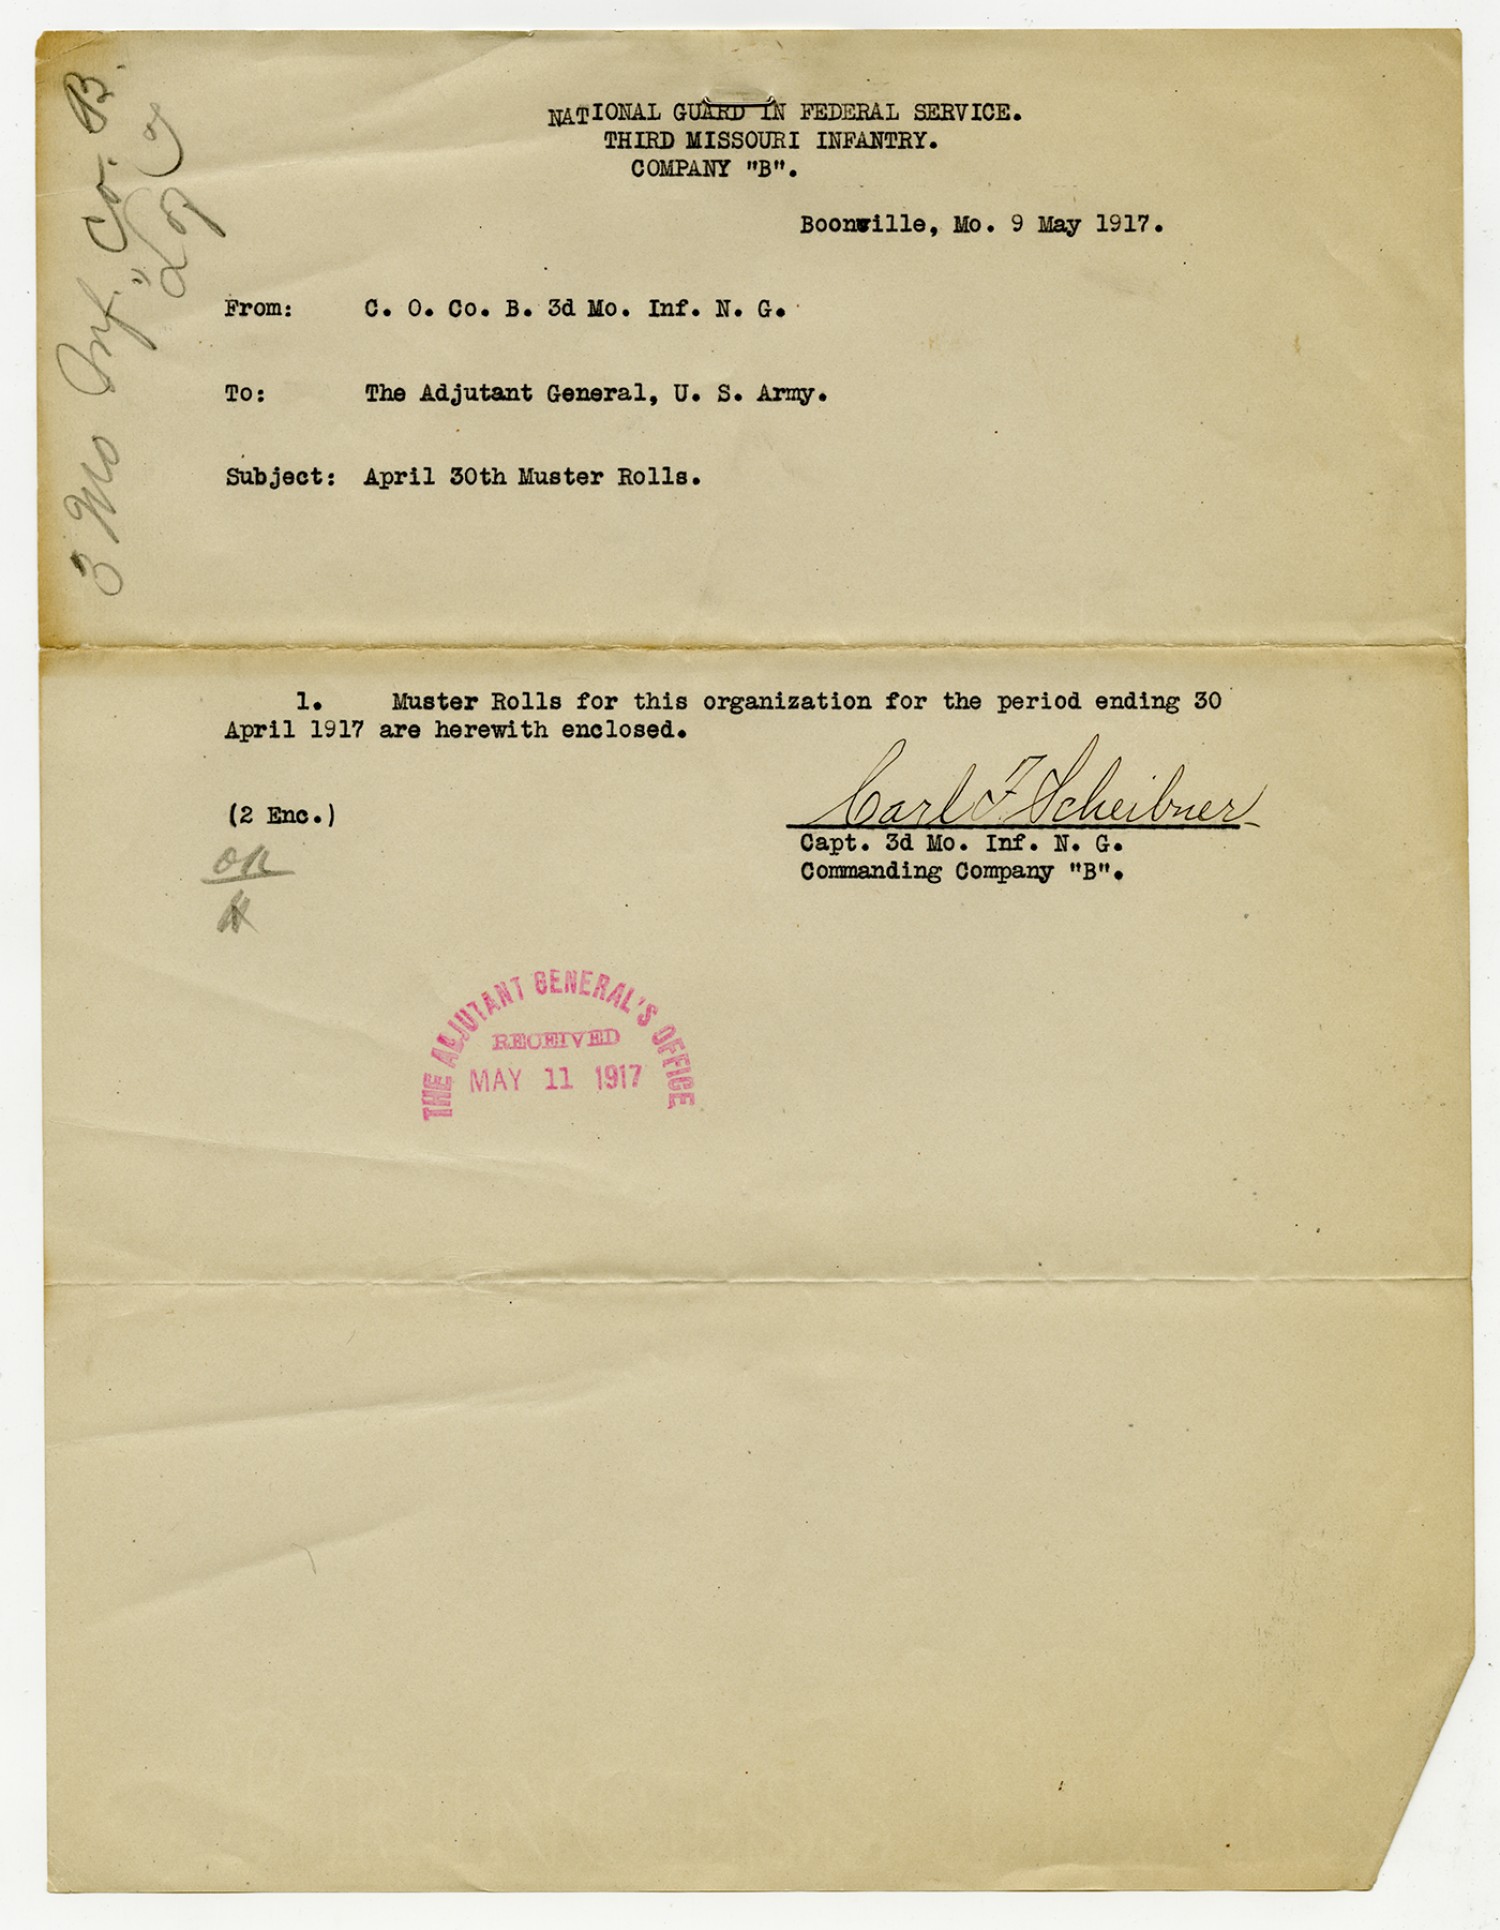 NATIONAL GUARD IN FEDERAL SERVICE.
THIRD MISSOURI INFANTRY.
COMPANY "B".
Boonville, Mo. 9 May 1917.
From: C. O. Co. B. 3d Mo. Inf. N. G.
To: The Adjutant General, U. S. Army.
Subject: April 30th Muster Rolls.
3 Mo Inf. Co. B.
1. Muster Rolls for this organization for the period ending 30
April 1917 are herewith enclosed.
Carl F Scheibner
(2 Enc.)
Capt. 3d Mo. Inf. N. G.
Commanding Company "B".
OK
THE ADJUTANT GENERAL'S OFFICE
RECEIVED
MAY 11 1917